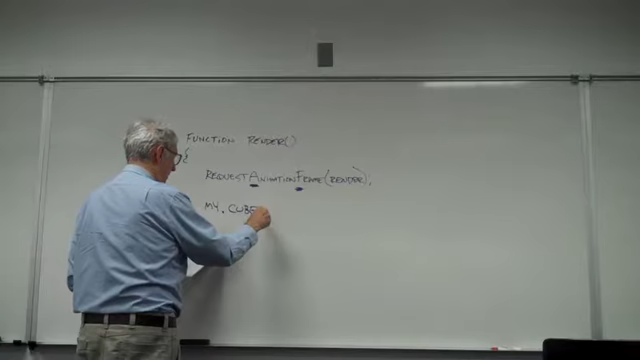 FUNCTION RENDER()
{
REQUESTANIMATIONFRAME(RENDER);
MY.CUBE